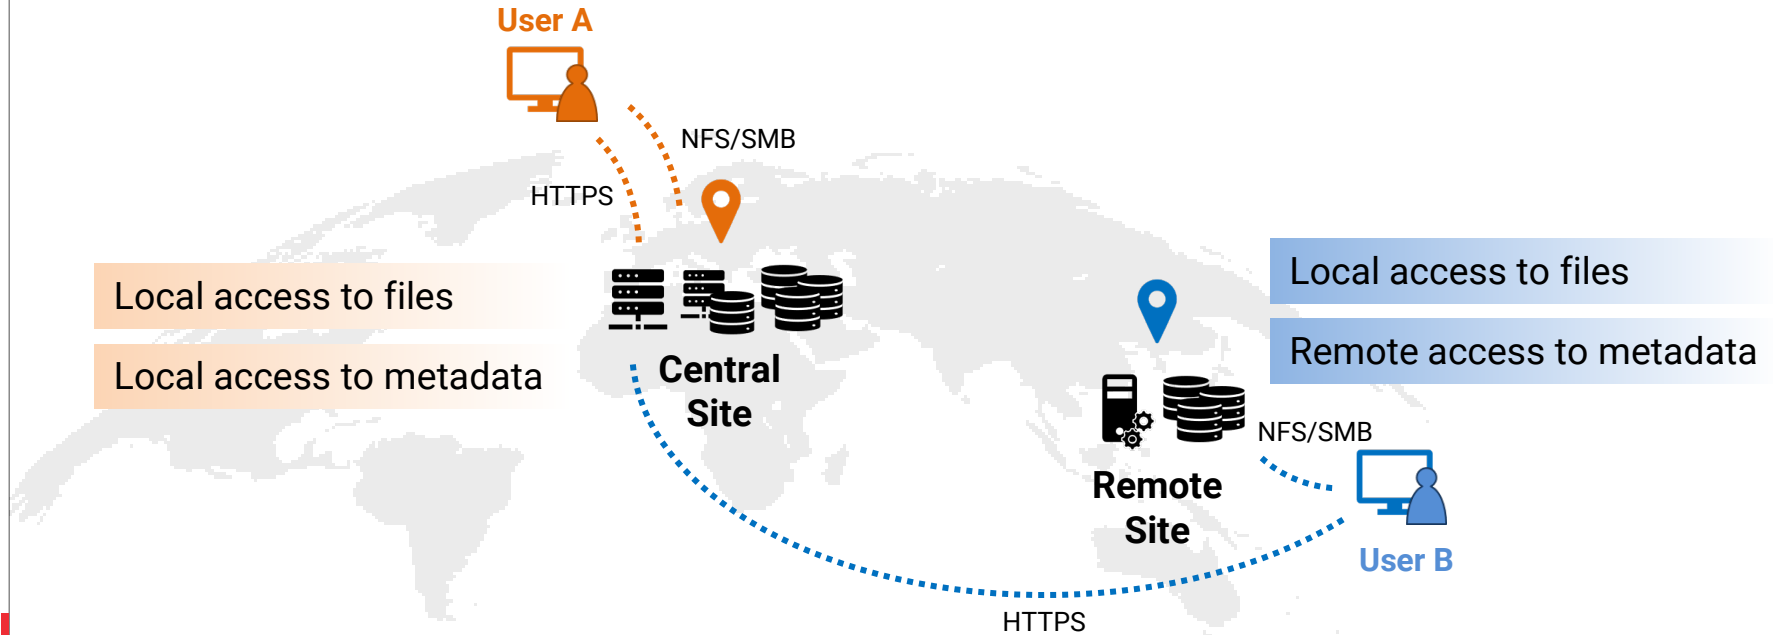 User A
NFS/SMB
HTTPS
Local access to files
Local access to metadata
Central
Site
Local access to files
Remote access to metadata
NFS/SMB
Remote
Site
User B
HTTPS